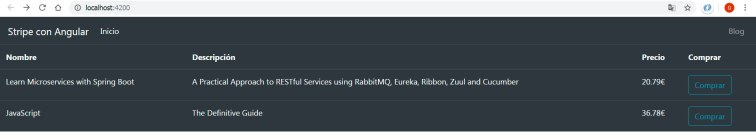 localhost:4200
Stripe con Angular Inicio Blog
Nombre Descripción Precio Comprar
Learn Microservices with Spring Boot A Practical Approach to RESTful Services using RabbitMQ, Eureka, Ribbon, Zuul and Cucumber 20.79€ Comprar
JavaScript The Definitive Guide 36.78€ Comprar